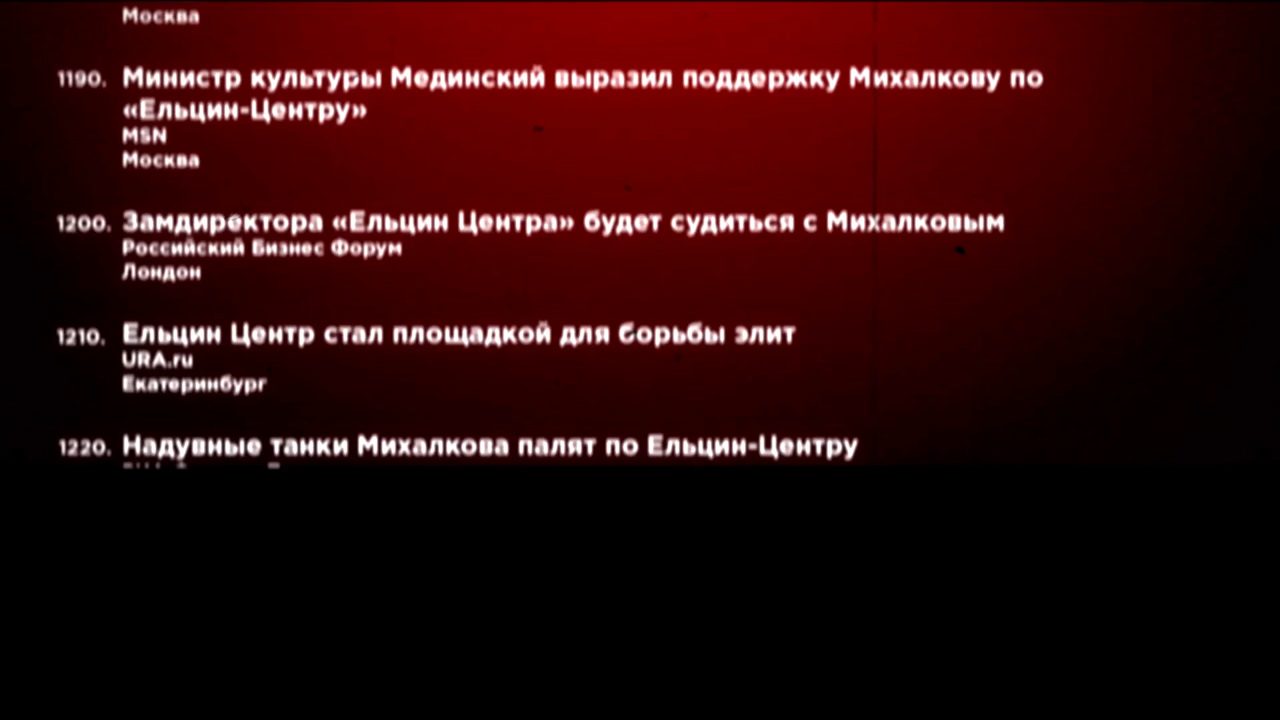 Москва
1190. Министр культуры Мединский выразил поддержку Михалкову по
«Ельцин-Центру»
MSN
Москва
1200. Замдиректора «Ельцин Центра» будет судиться с Михалковым
Российский Бизнес Форум
Лондон
1210. Ельцин Центр стал площадкой для борьбы элит
URA.ru
Екатеринбург
1220. Надувные танки Михалкова палят по Ельцин-Центру